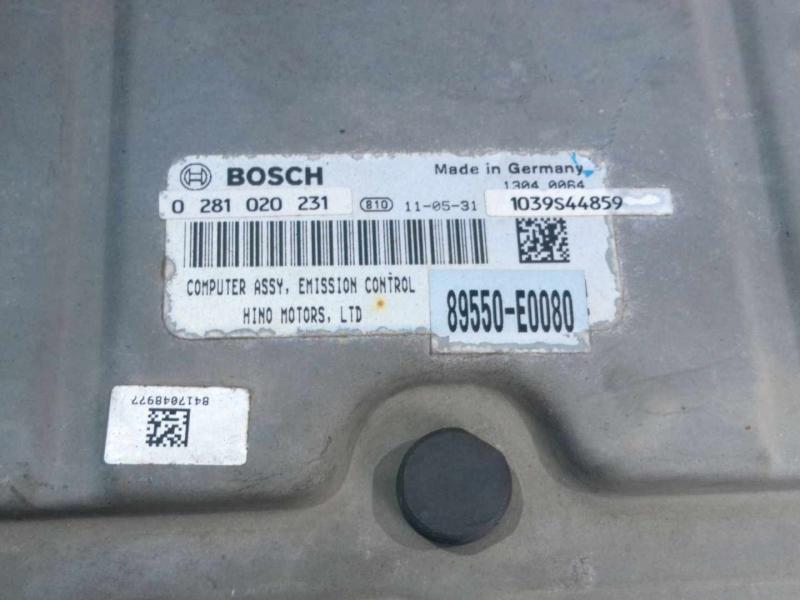 BOSCH
Made in Germany
1304 0064
0 281 020 231
810
11-05-31
1039S44859
COMPUTER ASSY, EMISSION CONTROL
HINO MOTORS, LTD
89550-E0080
8417048977